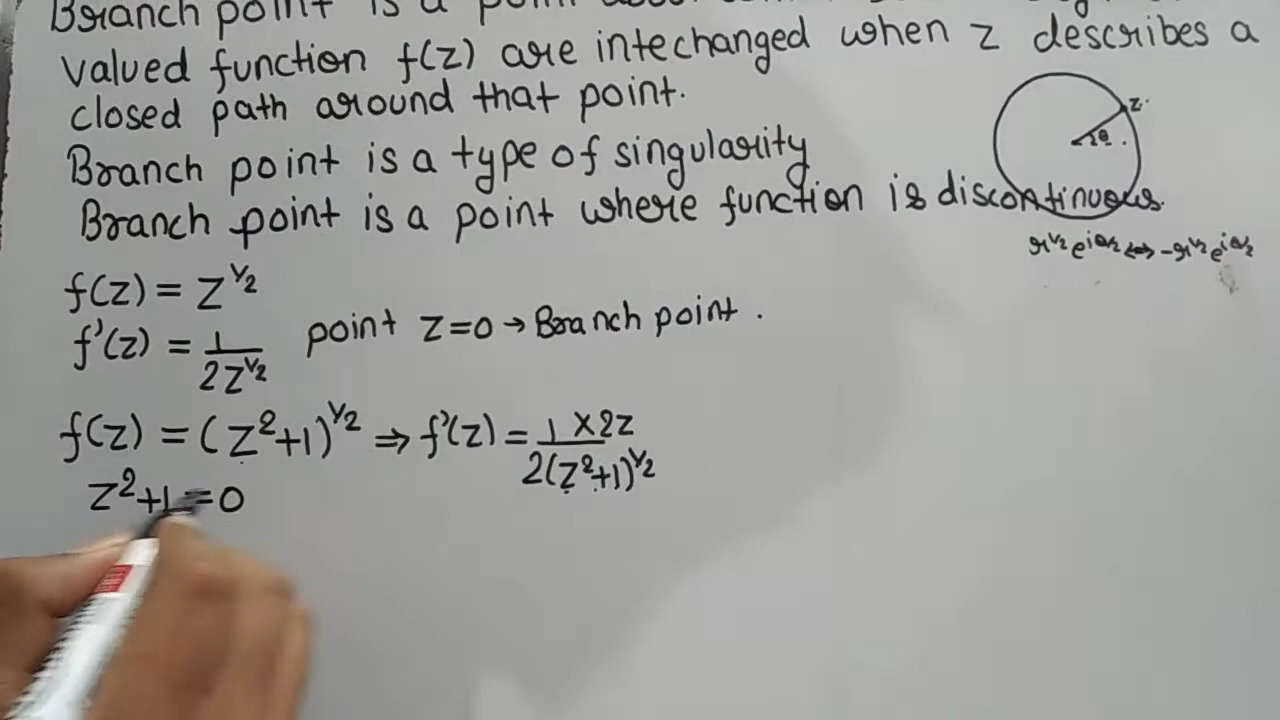 Branch point is a point
valued function f(z) are intechanged when z describes a
closed path around that point.
z.
θ.
Branch point is a type of singularity
Branch point is a point where function is discontinuous.
r^1/2 e^iθ/2 ↔ -r^1/2 e^iθ/2
f(z) = z^1/2
f'(z) = 1/2z^1/2 point z=0 → Branch point.
f(z) = (z²+1)^1/2 ⇒ f'(z) = 1 × 2z/2(z²+1)^1/2
z²+1=0